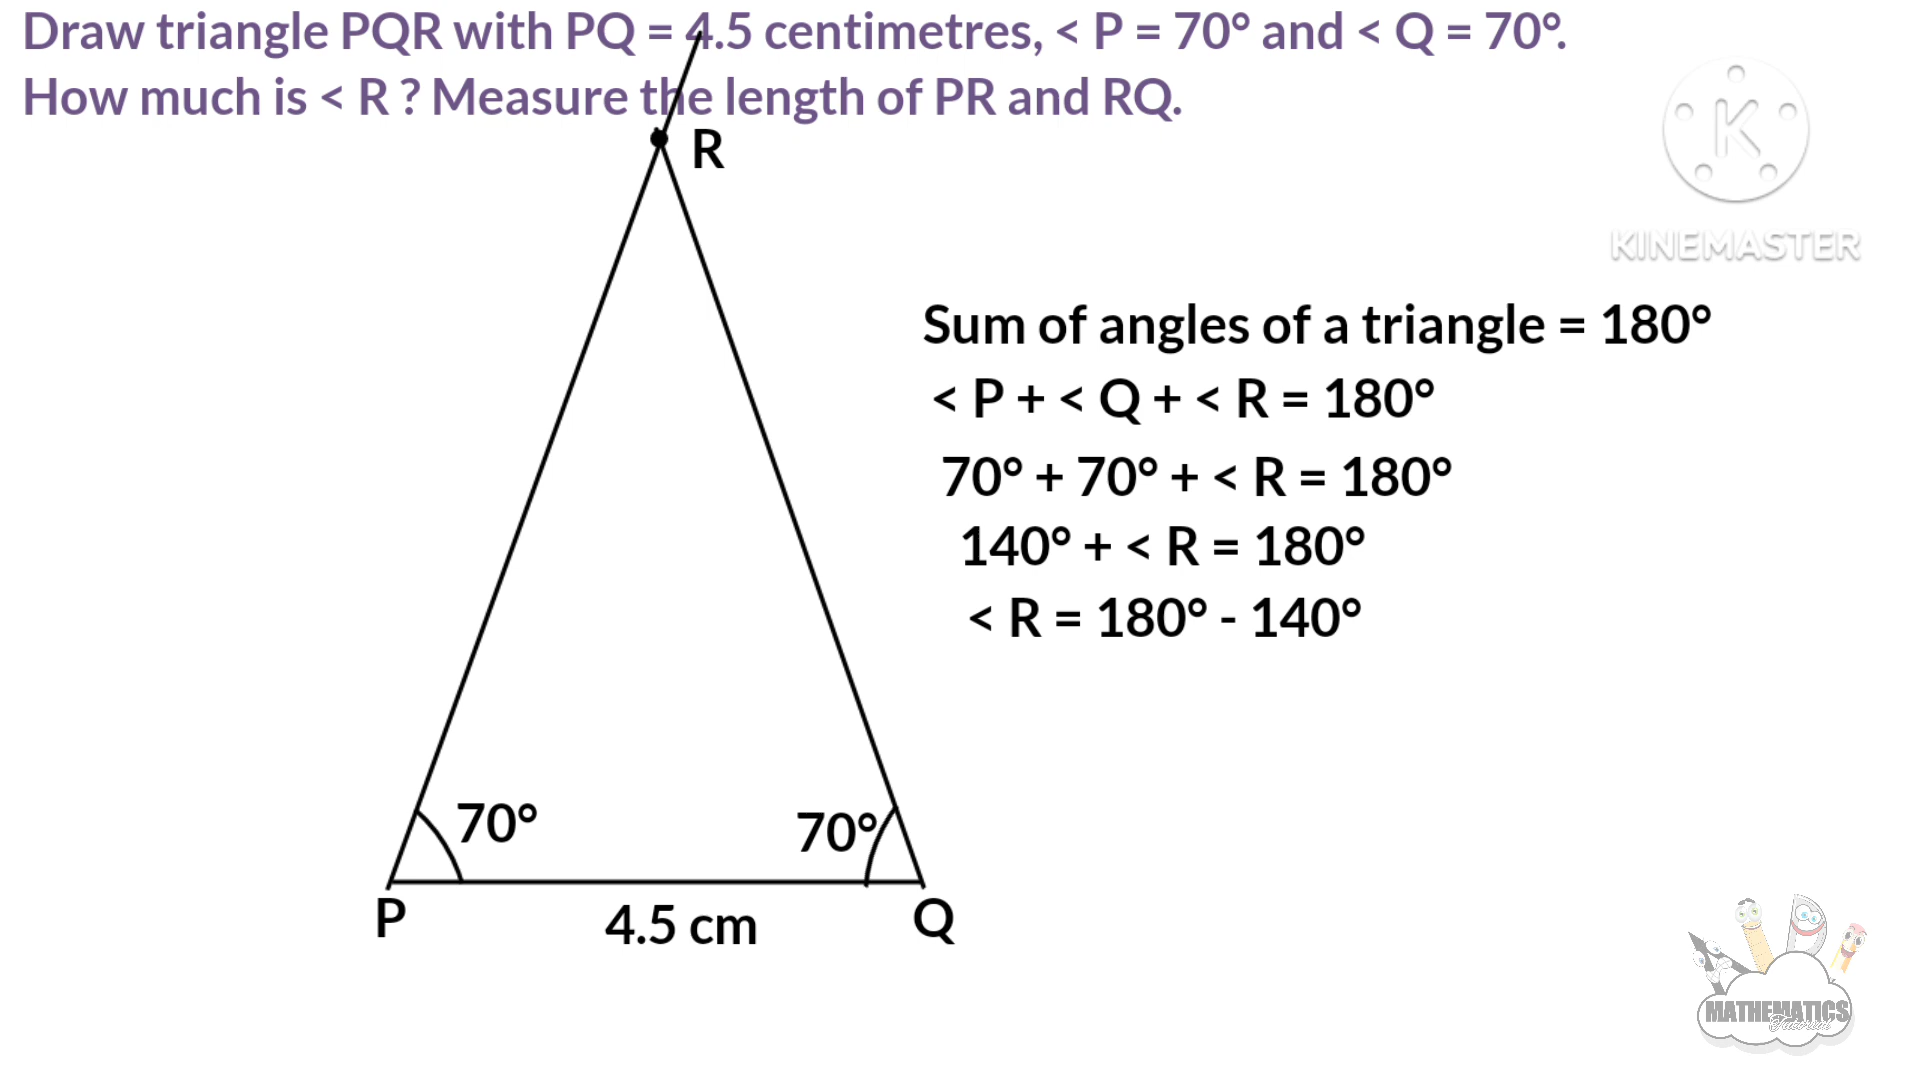 Draw triangle PQR with PQ = 4.5 centimetres, < P = 70° and < Q = 70°.
How much is < R ? Measure the length of PR and RQ.
R
K
KINEMASTER
Sum of angles of a triangle = 180°
< P + < Q + < R = 180°
70° + 70° + < R = 180°
140° + < R = 180°
< R = 180° - 140°
70°
70°
P
4.5 cm
Q
MATHEMATICS
Tutorial